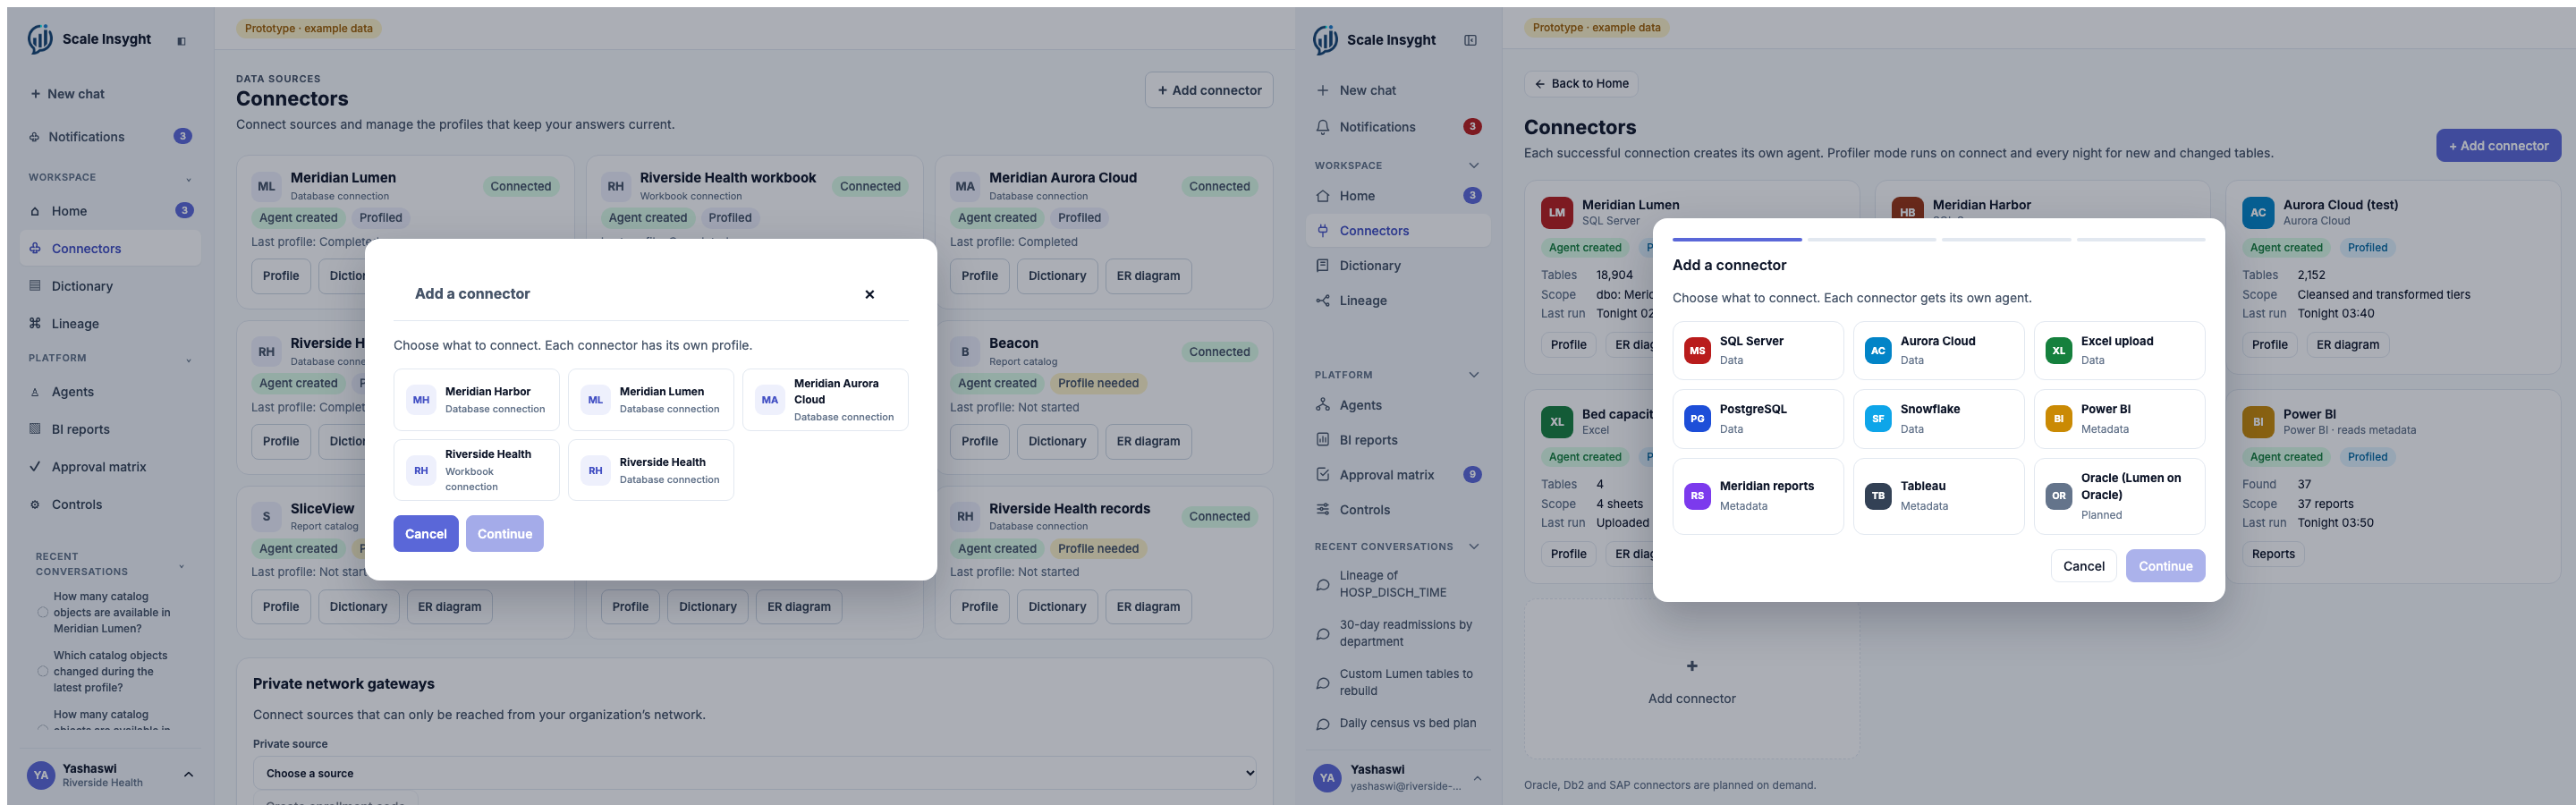 Scale Insyght
+ New chat
Notifications
3
WORKSPACE
Home
3
Connectors
Dictionary
Lineage
PLATFORM
Agents
BI reports
Approval matrix
Controls
RECENT
CONVERSATIONS
How many catalog
objects are available in
Meridian Lumen?
Which catalog objects
changed during the
latest profile?
How many catalog
objects are available in
YA
Yashaswi
Riverside Health
Prototype · example data
DATA SOURCES
Connectors
Connect sources and manage the profiles that keep your answers current.
+ Add connector
ML
Meridian Lumen
Database connection
Connected
Agent created
Profiled
Last profile: Complete
Profile
RH
Riverside Health workbook
Workbook connection
Connected
Agent created
Profiled
MA
Meridian Aurora Cloud
Database connection
Connected
Agent created
Profiled
Last profile: Completed
Profile
Dictionary
ER diagram
RH
Riverside H
Agent created
Profile
B
Beacon
Report catalog
Connected
Agent created
Profile needed
Last profile: Not started
Profile
Dictionary
ER diagram
S
SliceView
Report catalog
Agent created
Last profile: Not start
Profile
Dictionary
ER diagram
Profile
Dictionary
ER diagram
RH
Riverside Health records
Database connection
Connected
Agent created
Profile needed
Last profile: Not started
Profile
Dictionary
ER diagram
Add a connector
×
Choose what to connect. Each connector has its own profile.
MH
Meridian Harbor
Database connection
ML
Meridian Lumen
Database connection
MA
Meridian Aurora
Cloud
Database connection
RH
Riverside Health
Workbook
connection
RH
Riverside Health
Database connection
Cancel
Continue
Private network gateways
Connect sources that can only be reached from your organization's network.
Private source
Choose a source
Scale Insyght
+ New chat
Notifications
3
WORKSPACE
Home
3
Connectors
Dictionary
Lineage
PLATFORM
Agents
BI reports
Approval matrix
9
Controls
RECENT CONVERSATIONS
Lineage of
HOSP_DISCH_TIME
30-day readmissions by
department
Custom Lumen tables to
rebuild
Daily census vs bed plan
YA
Yashaswi
yashaswi@riverside-...
Prototype · example data
← Back to Home
Connectors
Each successful connection creates its own agent. Profiler mode runs on connect and every night for new and changed tables.
+ Add connector
LM
Meridian Lumen
SQL Server
Agent created
Tables 18,904
Scope dbo: Meri
Last run Tonight 02
Profile
ER diag
HB
Meridian Harbor
AC
Aurora Cloud (test)
Aurora Cloud
Agent created
Profiled
Tables 2,152
Scope Cleansed and transformed tiers
Last run Tonight 03:40
Profile
ER diagram
XL
Bed capacit
Excel
Agent created
Tables 4
Scope 4 sheets
Last run Uploaded
Profile
ER diag
BI
Power BI
Power BI · reads metadata
Agent created
Profiled
Found 37
Scope 37 reports
Last run Tonight 03:50
Reports
Add a connector
Choose what to connect. Each connector gets its own agent.
MS
SQL Server
Data
AC
Aurora Cloud
Data
XL
Excel upload
Data
PG
PostgreSQL
Data
SF
Snowflake
Data
BI
Power BI
Metadata
RS
Meridian reports
Metadata
TB
Tableau
Metadata
OR
Oracle (Lumen on
Oracle)
Planned
Cancel
Continue
+
Add connector
Oracle, Db2 and SAP connectors are planned on demand.